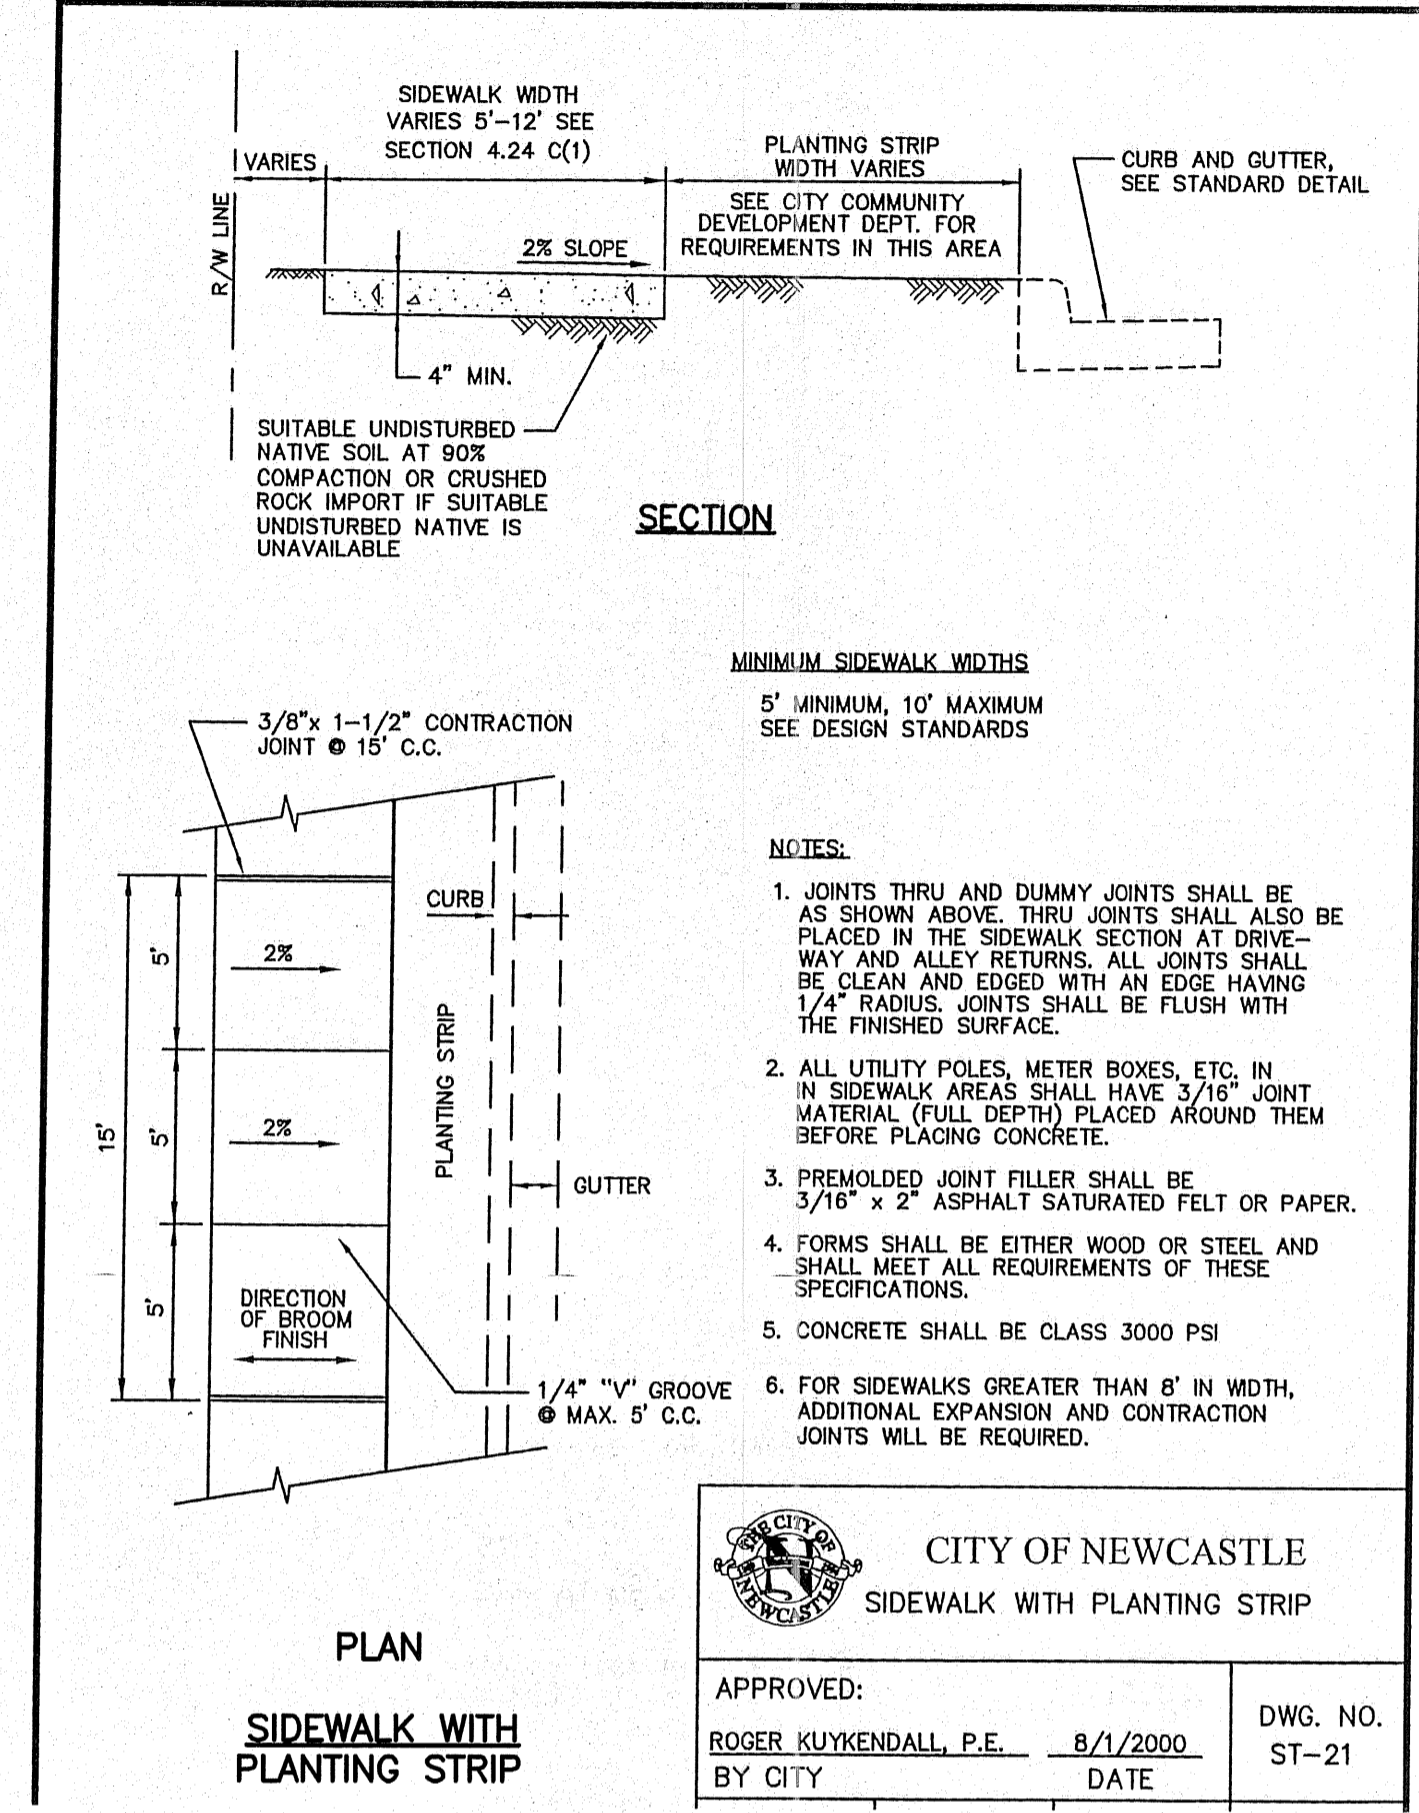 SIDEWALK WIDTH
VARIES 5'-12' SEE
SECTION 4.24 C(1)
VARIES
PLANTING STRIP
WIDTH VARIES
SEE CITY COMMUNITY
DEVELOPMENT DEPT. FOR
REQUIREMENTS IN THIS AREA
CURB AND GUTTER,
SEE STANDARD DETAIL
R/W LINE
2% SLOPE
4" MIN.
SUITABLE UNDISTURBED
NATIVE SOIL AT 90%
COMPACTION OR CRUSHED
ROCK IMPORT IF SUITABLE
UNDISTURBED NATIVE IS
UNAVAILABLE
SECTION
MINIMUM SIDEWALK WIDTHS
5' MINIMUM, 10' MAXIMUM
SEE DESIGN STANDARDS
3/8"x 1-1/2" CONTRACTION
JOINT @ 15' C.C.
CURB
5'
2%
PLANTING STRIP
15'
5'
2%
GUTTER
5'
DIRECTION
OF BROOM
FINISH
1/4" "V" GROOVE
@ MAX. 5' C.C.
NOTES:
1. JOINTS THRU AND DUMMY JOINTS SHALL BE
AS SHOWN ABOVE. THRU JOINTS SHALL ALSO BE
PLACED IN THE SIDEWALK SECTION AT DRIVE-
WAY AND ALLEY RETURNS. ALL JOINTS SHALL
BE CLEAN AND EDGED WITH AN EDGE HAVING
1/4" RADIUS. JOINTS SHALL BE FLUSH WITH
THE FINISHED SURFACE.
2. ALL UTILITY POLES, METER BOXES, ETC. IN
IN SIDEWALK AREAS SHALL HAVE 3/16" JOINT
MATERIAL (FULL DEPTH) PLACED AROUND THEM
BEFORE PLACING CONCRETE.
3. PREMOLDED JOINT FILLER SHALL BE
3/16" x 2" ASPHALT SATURATED FELT OR PAPER.
4. FORMS SHALL BE EITHER WOOD OR STEEL AND
SHALL MEET ALL REQUIREMENTS OF THESE
SPECIFICATIONS.
5. CONCRETE SHALL BE CLASS 3000 PSI
6. FOR SIDEWALKS GREATER THAN 8' IN WIDTH,
ADDITIONAL EXPANSION AND CONTRACTION
JOINTS WILL BE REQUIRED.
PLAN
SIDEWALK WITH
PLANTING STRIP
THE CITY OF
NEWCASTLE
CITY OF NEWCASTLE
SIDEWALK WITH PLANTING STRIP
APPROVED:
ROGER KUYKENDALL, P.E. 8/1/2000
BY CITY DATE
DWG. NO.
ST-21